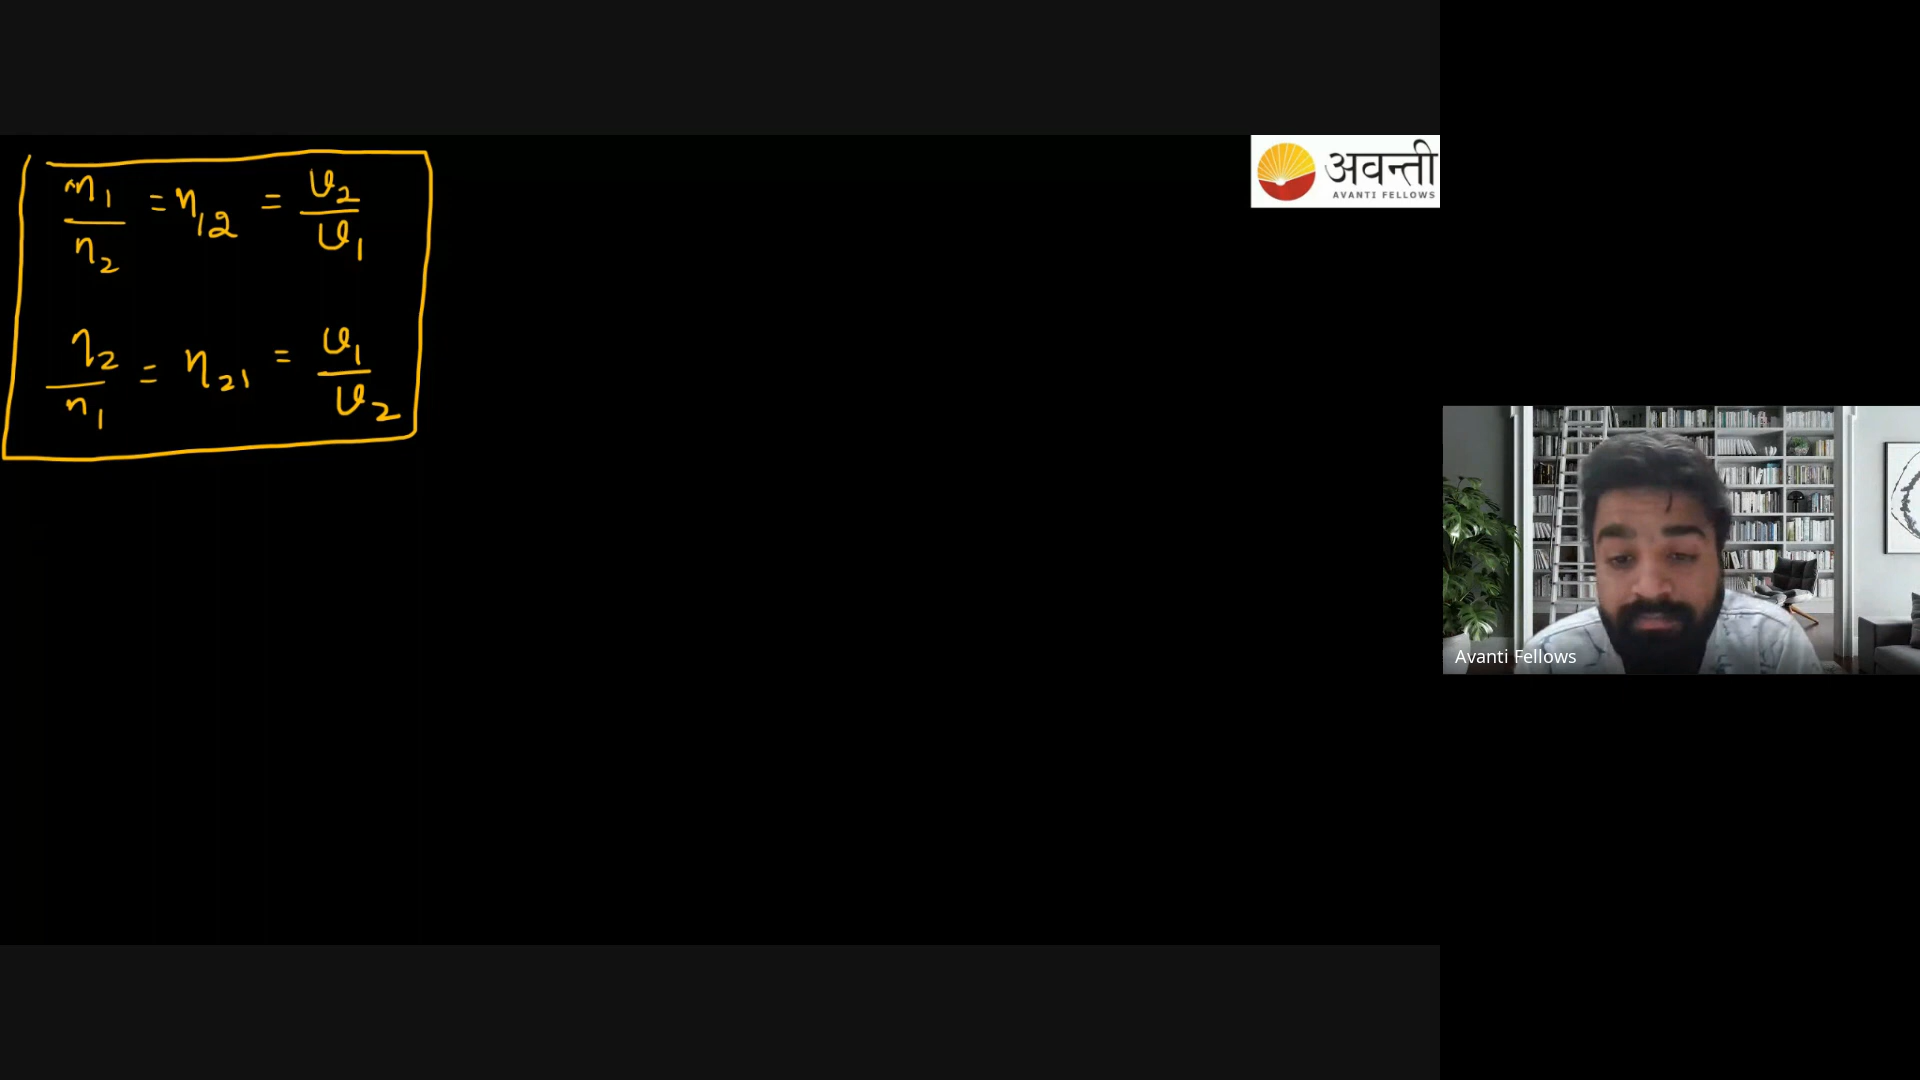 n₁/n₂ = n₁₂ = v₂/v₁
n₂/n₁ = n₂₁ = v₁/v₂
अवन्ती
AVANTI FELLOWS
Avanti Fellows